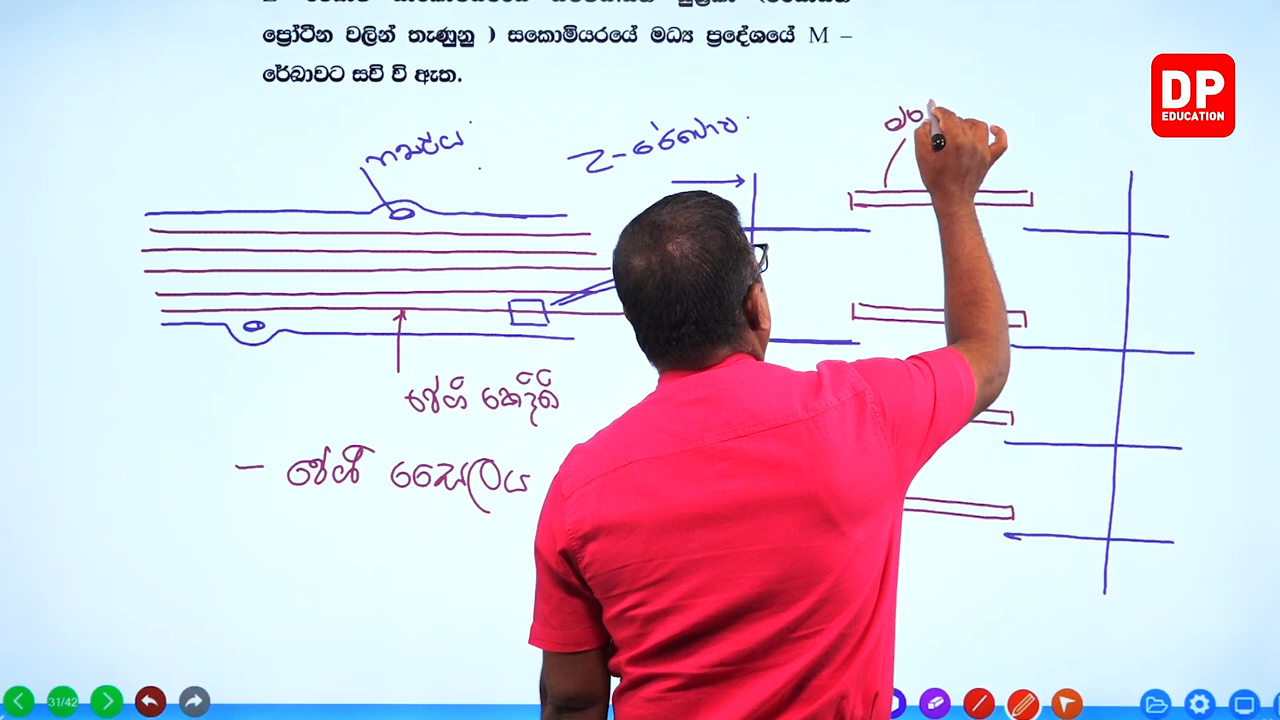 ප්‍රෝටීන වලින් තැණුනු ) සකොමියරයේ මධ්‍ය ප්‍රදේශයේ M –
රේඛාවට සවි වි ඇත.
DP
EDUCATION
න්‍යෂ්ටිය
Z-රේඛාව
පේශි කෙඳිති
– පේශී සෛලය
31/42